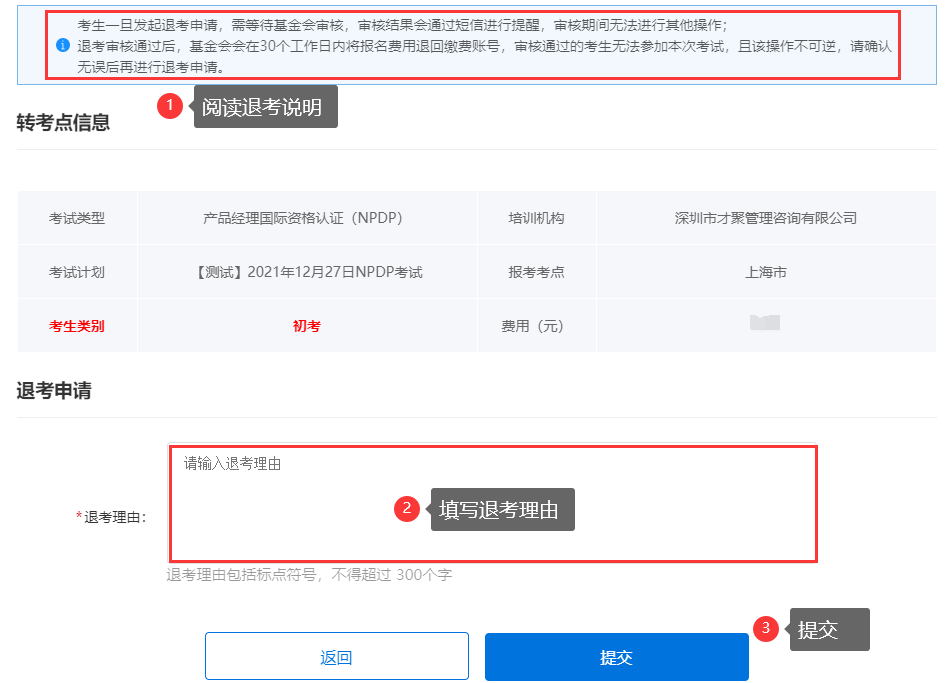 考生一旦发起退考申请，需等待基金会审核，审核结果会通过短信进行提醒，审核期间无法进行其他操作；
退考审核通过后，基金会会在30个工作日内将报名费用退回缴费账号，审核通过的考生无法参加本次考试，且该操作不可逆，请确认
无误后再进行退考申请。
1 阅读退考说明
转考点信息
考试类型 产品经理国际资格认证（NPDP） 培训机构 深圳市才聚管理咨询有限公司
考试计划 【测试】2021年12月27日NPDP考试 报考考点 上海市
考生类别 初考 费用（元）
退考申请
请输入退考理由
*退考理由：
2 填写退考理由
退考理由包括标点符号，不得超过 300个字
3 提交
返回 提交